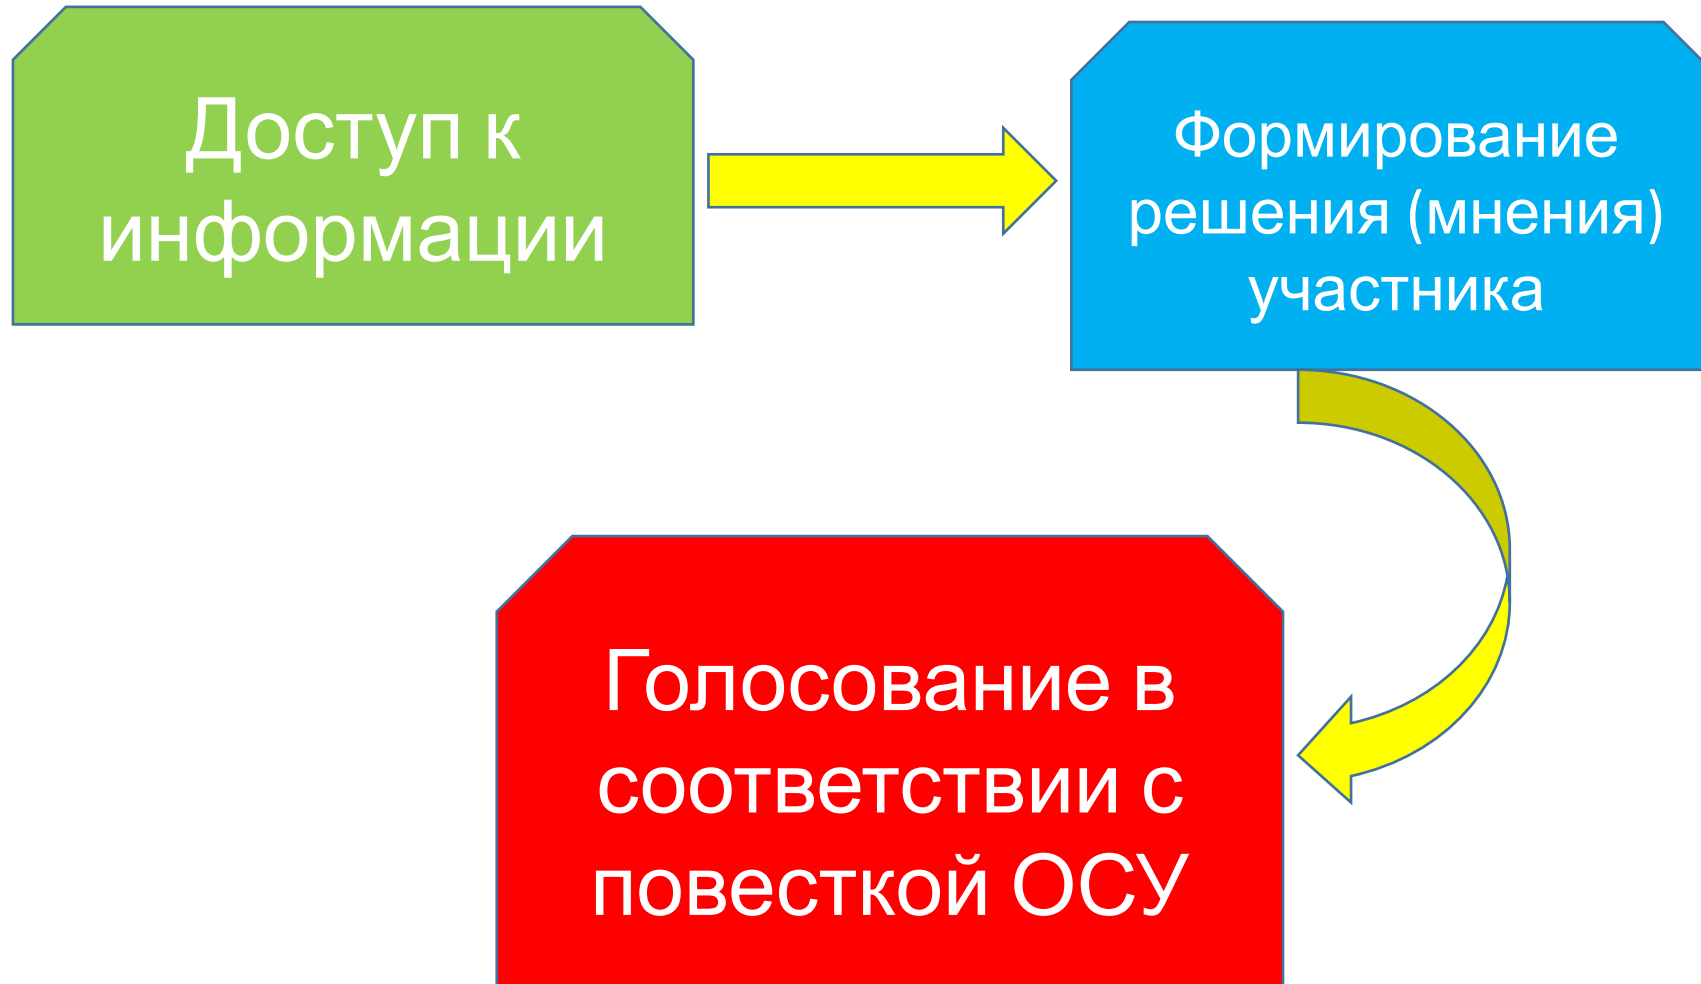 Доступ к
информации
Формирование
решения (мнения)
участника
Голосование в
соответствии с
повесткой ОСУ